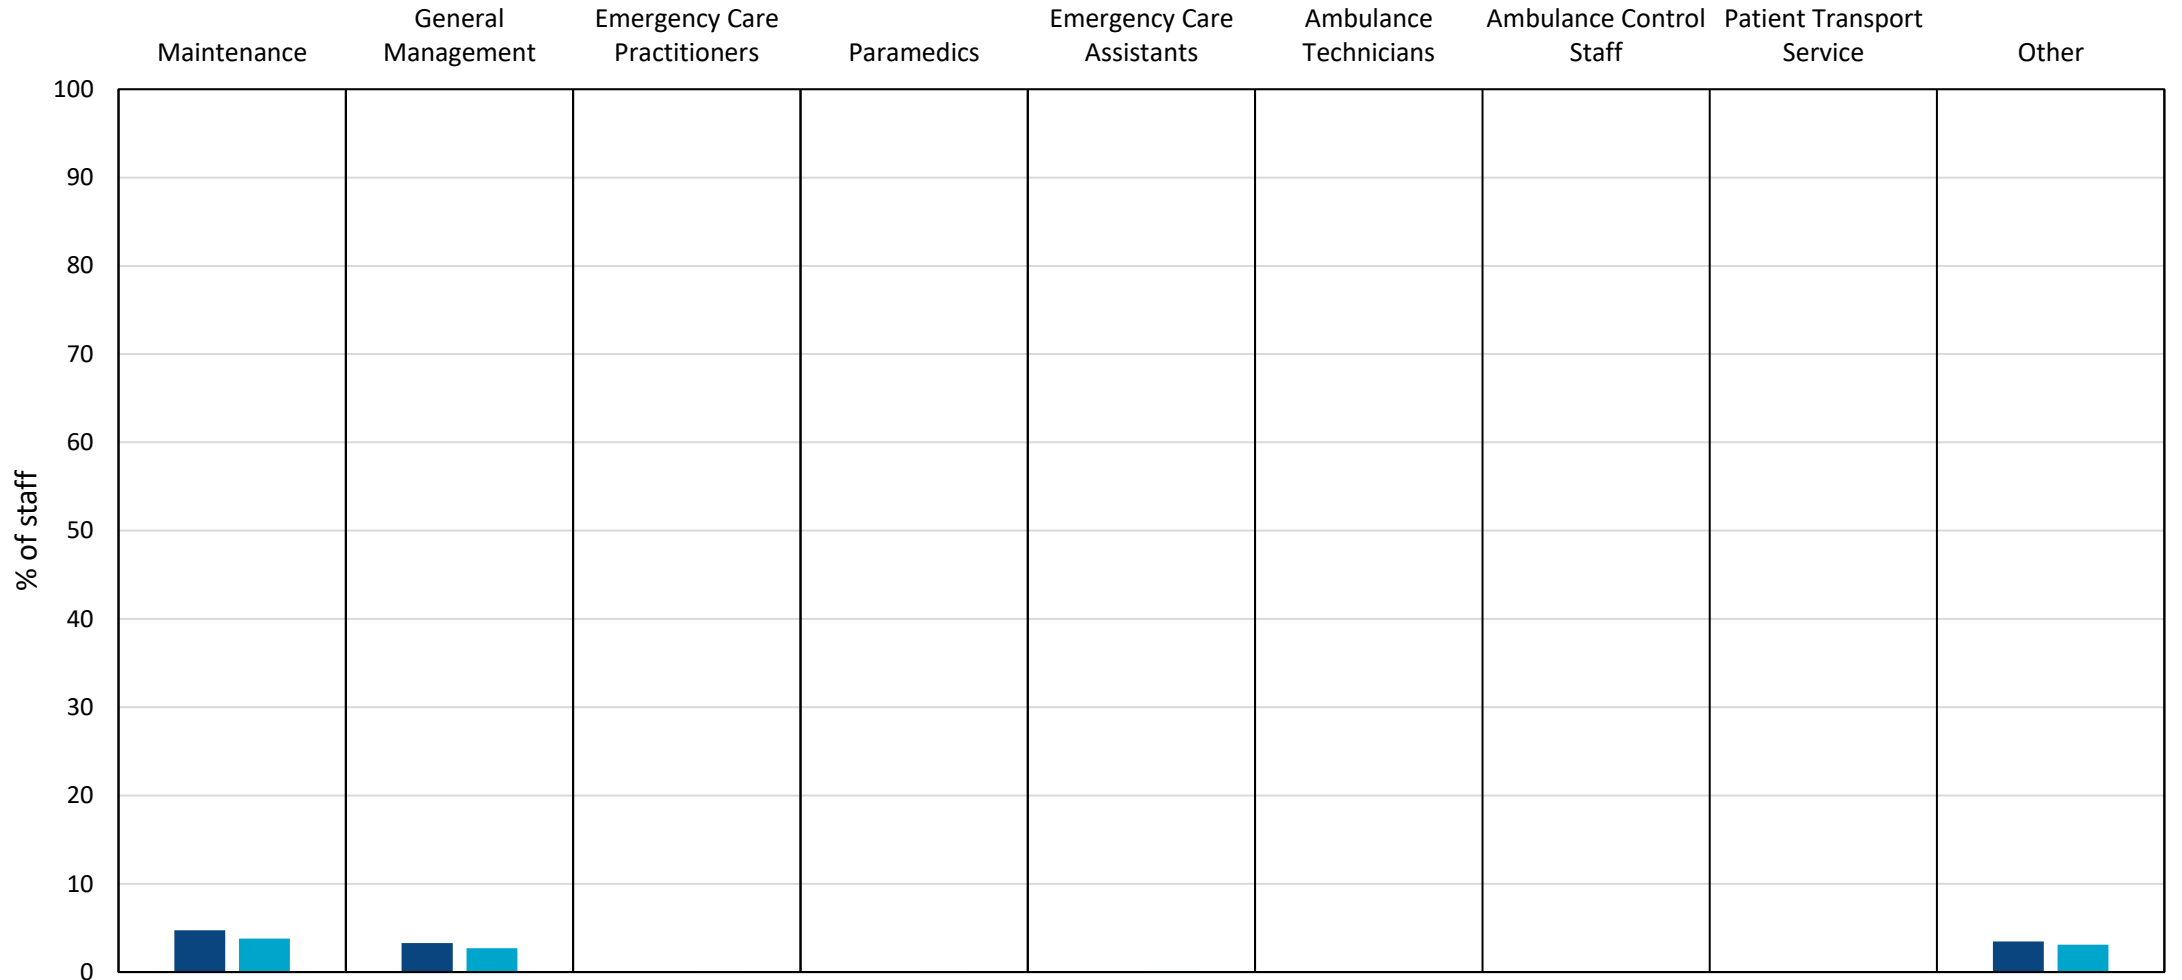 Maintenance
General
Management
Emergency Care
Practitioners
Paramedics
Emergency Care
Assistants
Ambulance
Technicians
Ambulance Control
Staff
Patient Transport
Service
Other
100
90
80
70
60
50
40
30
20
10
0
% of staff